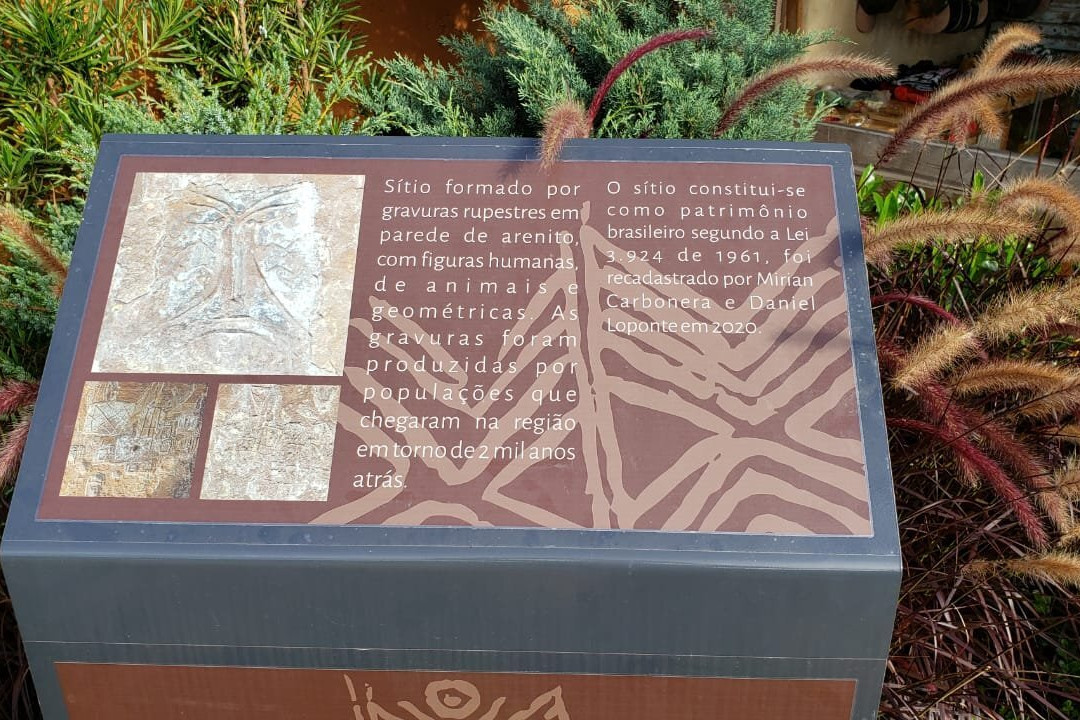 Sítio formado por
gravuras rupestres em
parede de arenito,
com figuras humanas,
de animais e
geométricas. As
gravuras foram
produzidas por
populações que
chegaram na região
em torno de 2 mil anos
atrás.
O sítio constitui-se
como patrimônio
brasileiro segundo a Lei
3.924 de 1961, foi
recadastrado por Mirian
Carbonera e Daniel
Loponte em 2020.